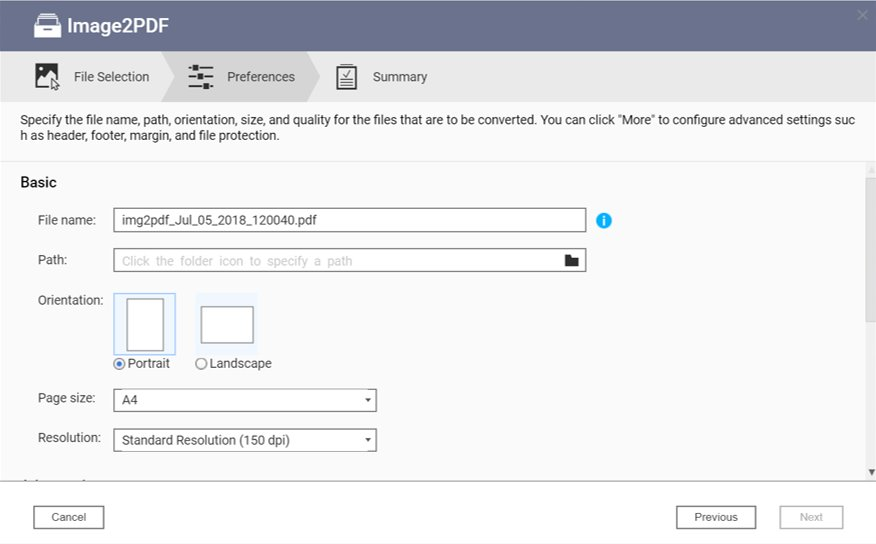 Image2PDF
File Selection
Preferences
Summary
Specify the file name, path, orientation, size, and quality for the files that are to be converted. You can click "More" to configure advanced settings suc
h as header, footer, margin, and file protection.
Basic
File name:
img2pdf_Jul_05_2018_120040.pdf
Path:
Click the folder icon to specify a path
Orientation:
Portrait
Landscape
Page size:
A4
Resolution:
Standard Resolution (150 dpi)
Cancel
Previous
Next